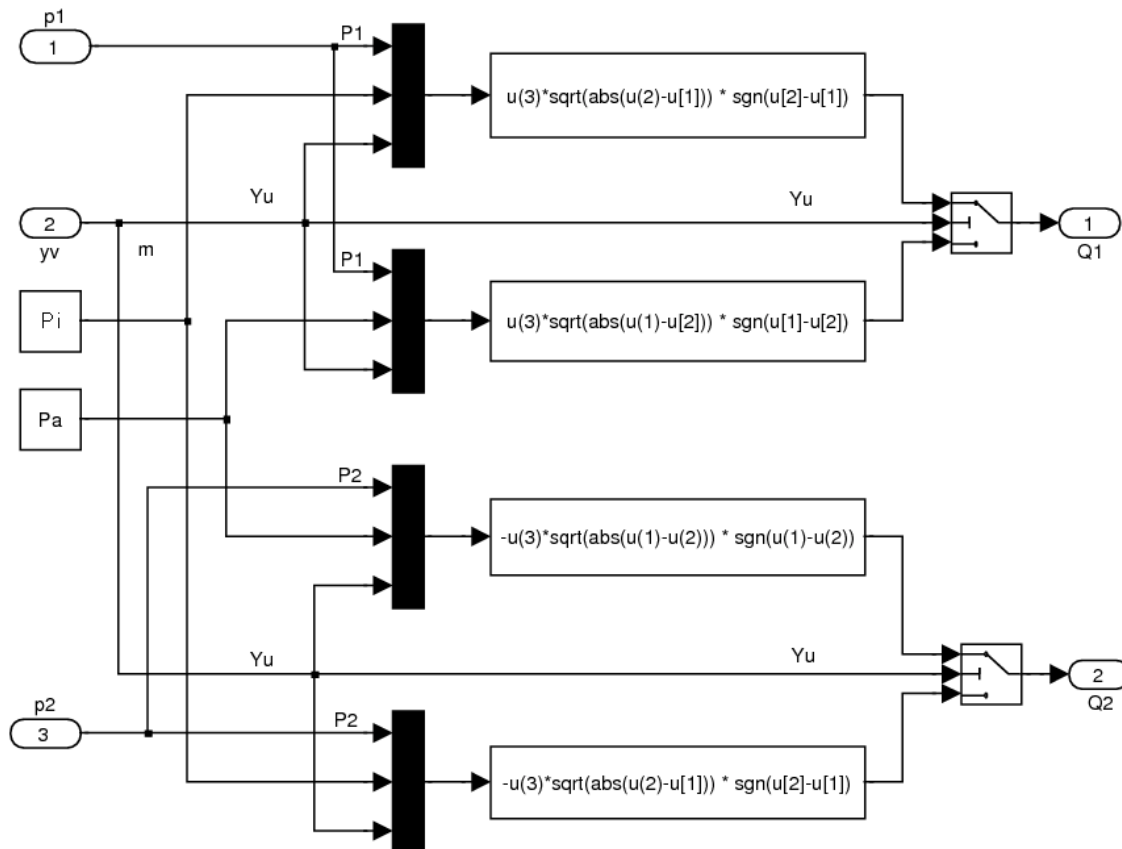 p1
1
P1
u(3)*sqrt(abs(u(2)-u[1])) * sgn(u[2]-u[1])
Yu
Yu
2
yv
m
1
Q1
P1
Pi
u(3)*sqrt(abs(u(1)-u[2])) * sgn(u[1]-u[2])
Pa
P2
-u(3)*sqrt(abs(u(1)-u(2))) * sgn(u(1)-u(2))
Yu
Yu
2
Q2
p2
3
P2
-u(3)*sqrt(abs(u(2)-u[1])) * sgn(u[2]-u[1])